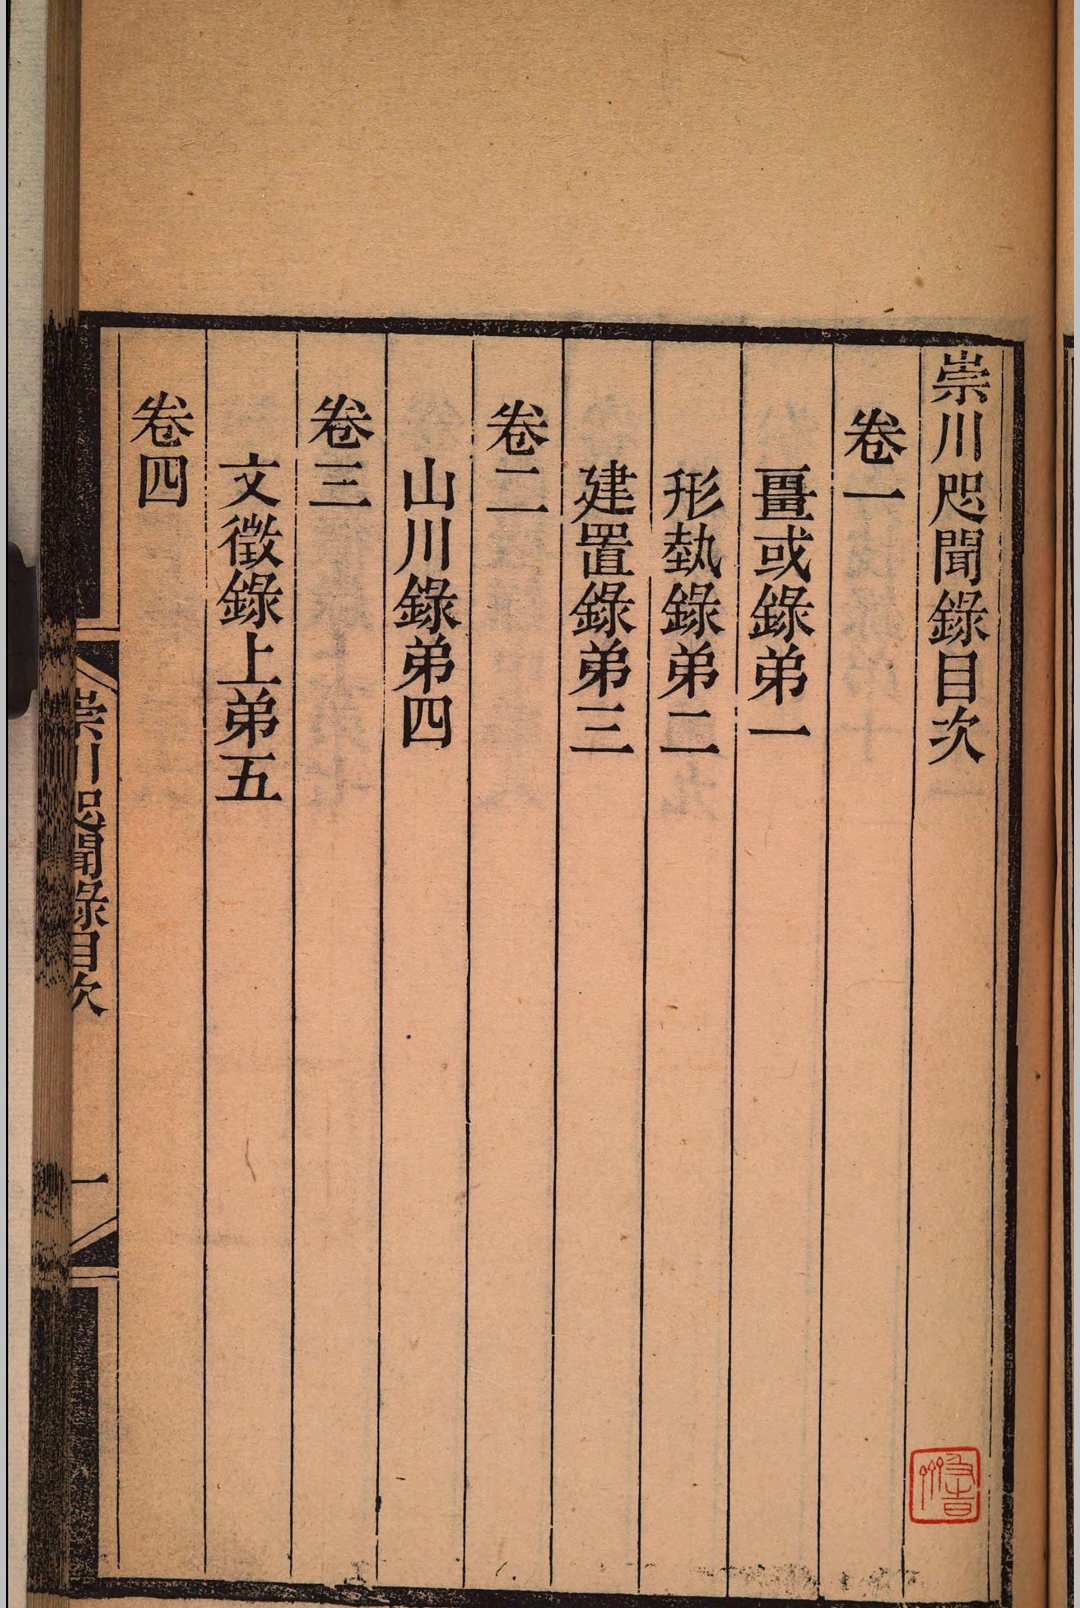 崇川咫聞錄目次
卷一
畺或錄弟一
形埶錄弟二
建置錄弟三
卷二
山川錄弟四
卷三
文徵錄上弟五
卷四
崇川咫聞錄目次
一